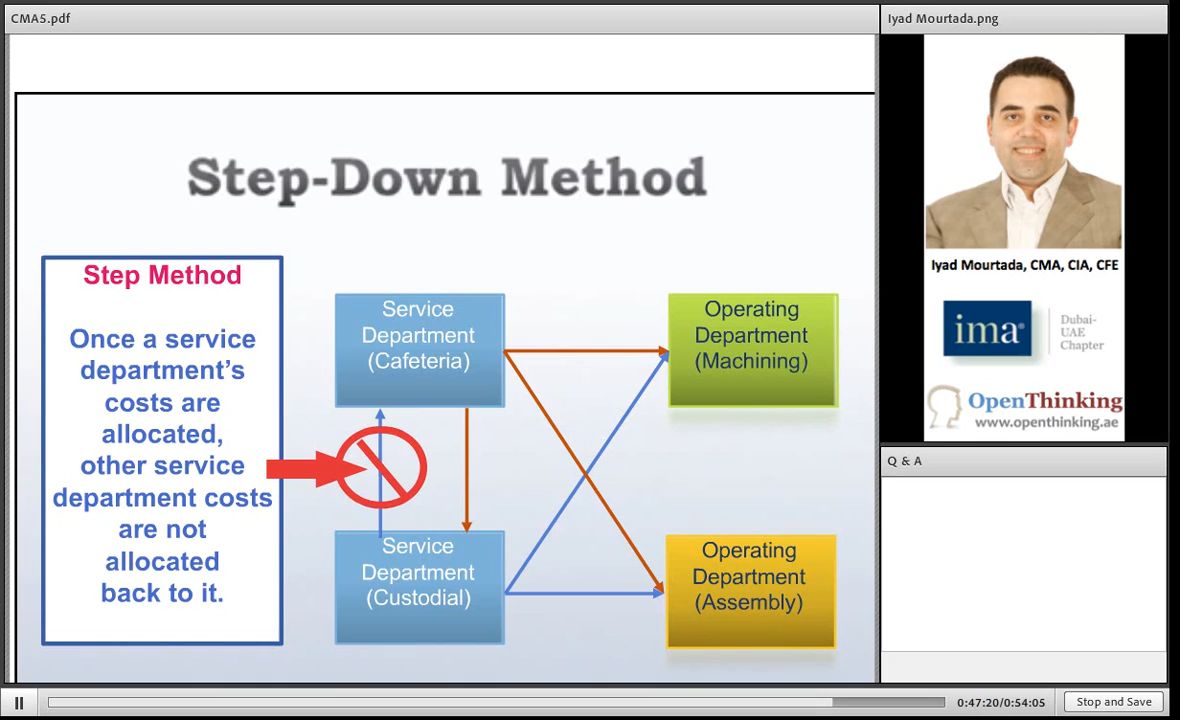 CMA5.pdf
Iyad Mourtada.png
Step-Down Method
Step Method
Once a service
department's
costs are
allocated,
other service
department costs
are not
allocated
back to it.
Service
Department
(Cafeteria)
Operating
Department
(Machining)
Service
Department
(Custodial)
Operating
Department
(Assembly)
Iyad Mourtada, CMA, CIA, CFE
ima®
Dubai-
UAE
Chapter
OpenThinking
www.openthinking.ae
Q & A
0:47:20/0:54:05
Stop and Save